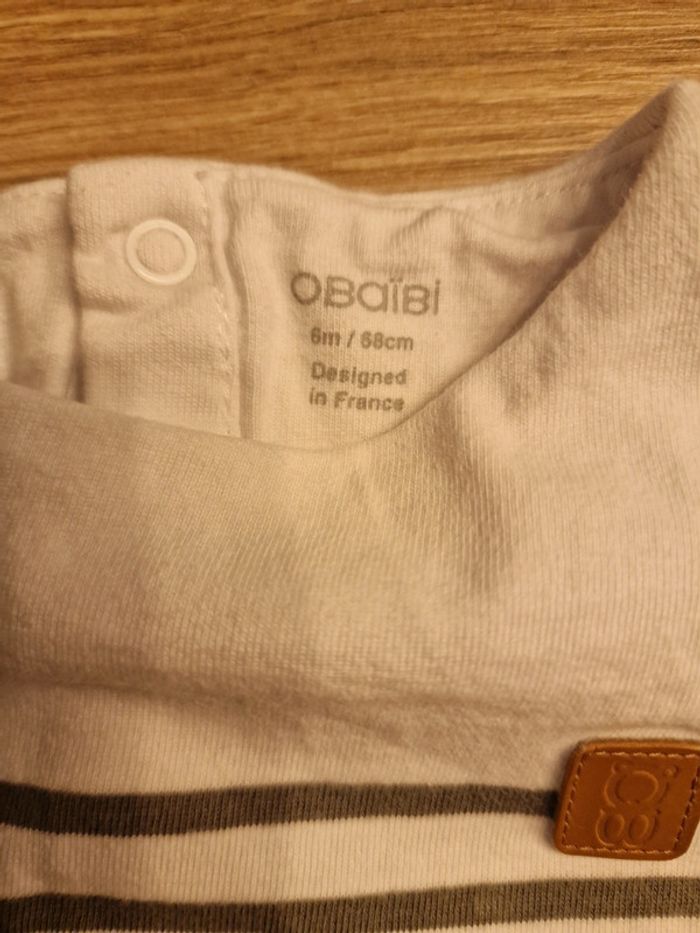 OBaïBi
6m / 68cm
Designed
in France